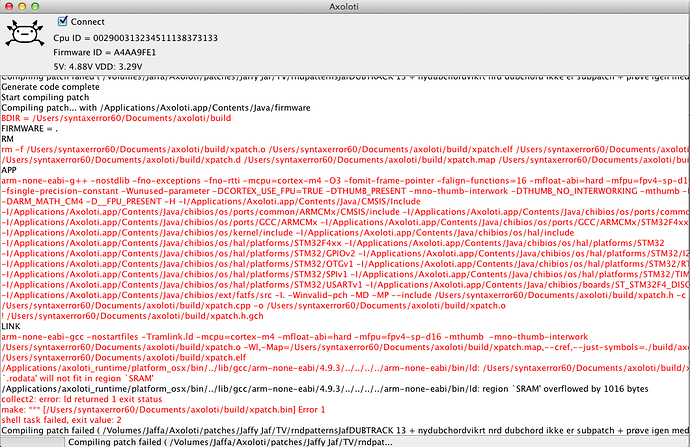 Axoloti
Connect
Cpu ID = 002900313234511138373133
Firmware ID = A4AA9FE1
5V: 4.88V VDD: 3.29V
Compiling patch failed ( /Volumes/Jaffa/Axoloti/patches/Jaffy Jaf/TV/rndpatternsJafDUBTRACK 13 + nydubchordvikrt nrd dubchord ikke er subpatch + prøve igen med
Generate code complete
Start compiling patch
Compiling patch... with /Applications/Axoloti.app/Contents/Java/firmware
BDIR = /Users/syntaxerror60/Documents/axoloti/build
FIRMWARE = .
RM
rm -f /Users/syntaxerror60/Documents/axoloti/build/xpatch.o /Users/syntaxerror60/Documents/axoloti/build/xpatch.elf /Users/syntaxerror60/Documents
/Users/syntaxerror60/Documents/axoloti/build/xpatch.d /Users/syntaxerror60/Documents/axoloti/build/xpatch.map /Users/syntaxerror60/Documents/axoloti
APP
arm-none-eabi-g++ -nostdlib -fno-exceptions -fno-rtti -mcpu=cortex-m4 -O3 -fomit-frame-pointer -falign-functions=16 -mfloat-abi=hard -mfpu=fpv4-sp-d1
-fsingle-precision-constant -Wunused-parameter -DCORTEX_USE_FPU=TRUE -DTHUMB_PRESENT -mno-thumb-interwork -DTHUMB_NO_INTERWORKING -mthumb -
-DARM_MATH_CM4 -D__FPU_PRESENT -H -I/Applications/Axoloti.app/Contents/Java/CMSIS/Include
-I/Applications/Axoloti.app/Contents/Java/chibios/os/ports/common/ARMCMx/CMSIS/include -I/Applications/Axoloti.app/Contents/Java/chibios/os/ports/commo
-I/Applications/Axoloti.app/Contents/Java/chibios/os/ports/GCC/ARMCMx -I/Applications/Axoloti.app/Contents/Java/chibios/os/ports/GCC/ARMCMx/STM32F4xx
-I/Applications/Axoloti.app/Contents/Java/chibios/os/kernel/include -I/Applications/Axoloti.app/Contents/Java/chibios/os/hal/include
-I/Applications/Axoloti.app/Contents/Java/chibios/os/hal/platforms/STM32F4xx -I/Applications/Axoloti.app/Contents/Java/chibios/os/hal/platforms/STM32
-I/Applications/Axoloti.app/Contents/Java/chibios/os/hal/platforms/STM32/GPIOv2 -I/Applications/Axoloti.app/Contents/Java/chibios/os/hal/platforms/STM32/I2
-I/Applications/Axoloti.app/Contents/Java/chibios/os/hal/platforms/STM32/OTGv1 -I/Applications/Axoloti.app/Contents/Java/chibios/os/hal/platforms/STM32/RT
-I/Applications/Axoloti.app/Contents/Java/chibios/os/hal/platforms/STM32/SPIv1 -I/Applications/Axoloti.app/Contents/Java/chibios/os/hal/platforms/STM32/TIM
-I/Applications/Axoloti.app/Contents/Java/chibios/os/hal/platforms/STM32/USARTv1 -I/Applications/Axoloti.app/Contents/Java/chibios/boards/ST_STM32F4_DISC
-I/Applications/Axoloti.app/Contents/Java/chibios/ext/fatfs/src -I. -Winvalid-pch -MD -MP --include /Users/syntaxerror60/Documents/axoloti/build/xpatch.h -c
/Users/syntaxerror60/Documents/axoloti/build/xpatch.cpp -o /Users/syntaxerror60/Documents/axoloti/build/xpatch.o
! /Users/syntaxerror60/Documents/axoloti/build/xpatch.h.gch
LINK
arm-none-eabi-gcc -nostartfiles -Tramlink.ld -mcpu=cortex-m4 -mfloat-abi=hard -mfpu=fpv4-sp-d16 -mthumb -mno-thumb-interwork
/Users/syntaxerror60/Documents/axoloti/build/xpatch.o -Wl,-Map=/Users/syntaxerror60/Documents/axoloti/build/xpatch.map,--cref,--just-symbols=./build/axo
/Users/syntaxerror60/Documents/axoloti/build/xpatch.elf
/Applications/axoloti_runtime/platform_osx/bin/../lib/gcc/arm-none-eabi/4.9.3/../../../../arm-none-eabi/bin/ld: /Users/syntaxerror60/Documents/axoloti/build
`.rodata' will not fit in region `SRAM'
/Applications/axoloti_runtime/platform_osx/bin/../lib/gcc/arm-none-eabi/4.9.3/../../../../arm-none-eabi/bin/ld: region `SRAM' overflowed by 1016 bytes
collect2: error: ld returned 1 exit status
make: *** [/Users/syntaxerror60/Documents/axoloti/build/xpatch.bin] Error 1
shell task failed, exit value: 2
Compiling patch failed ( /Volumes/Jaffa/Axoloti/patches/Jaffy Jaf/TV/rndpatternsJafDUBTRACK 13 + nydubchordvikrt nrd dubchord ikke er subpatch + prøve igen med
Compiling patch failed ( /Volumes/Jaffa/Axoloti/patches/Jaffy Jaf/TV/rndpat...